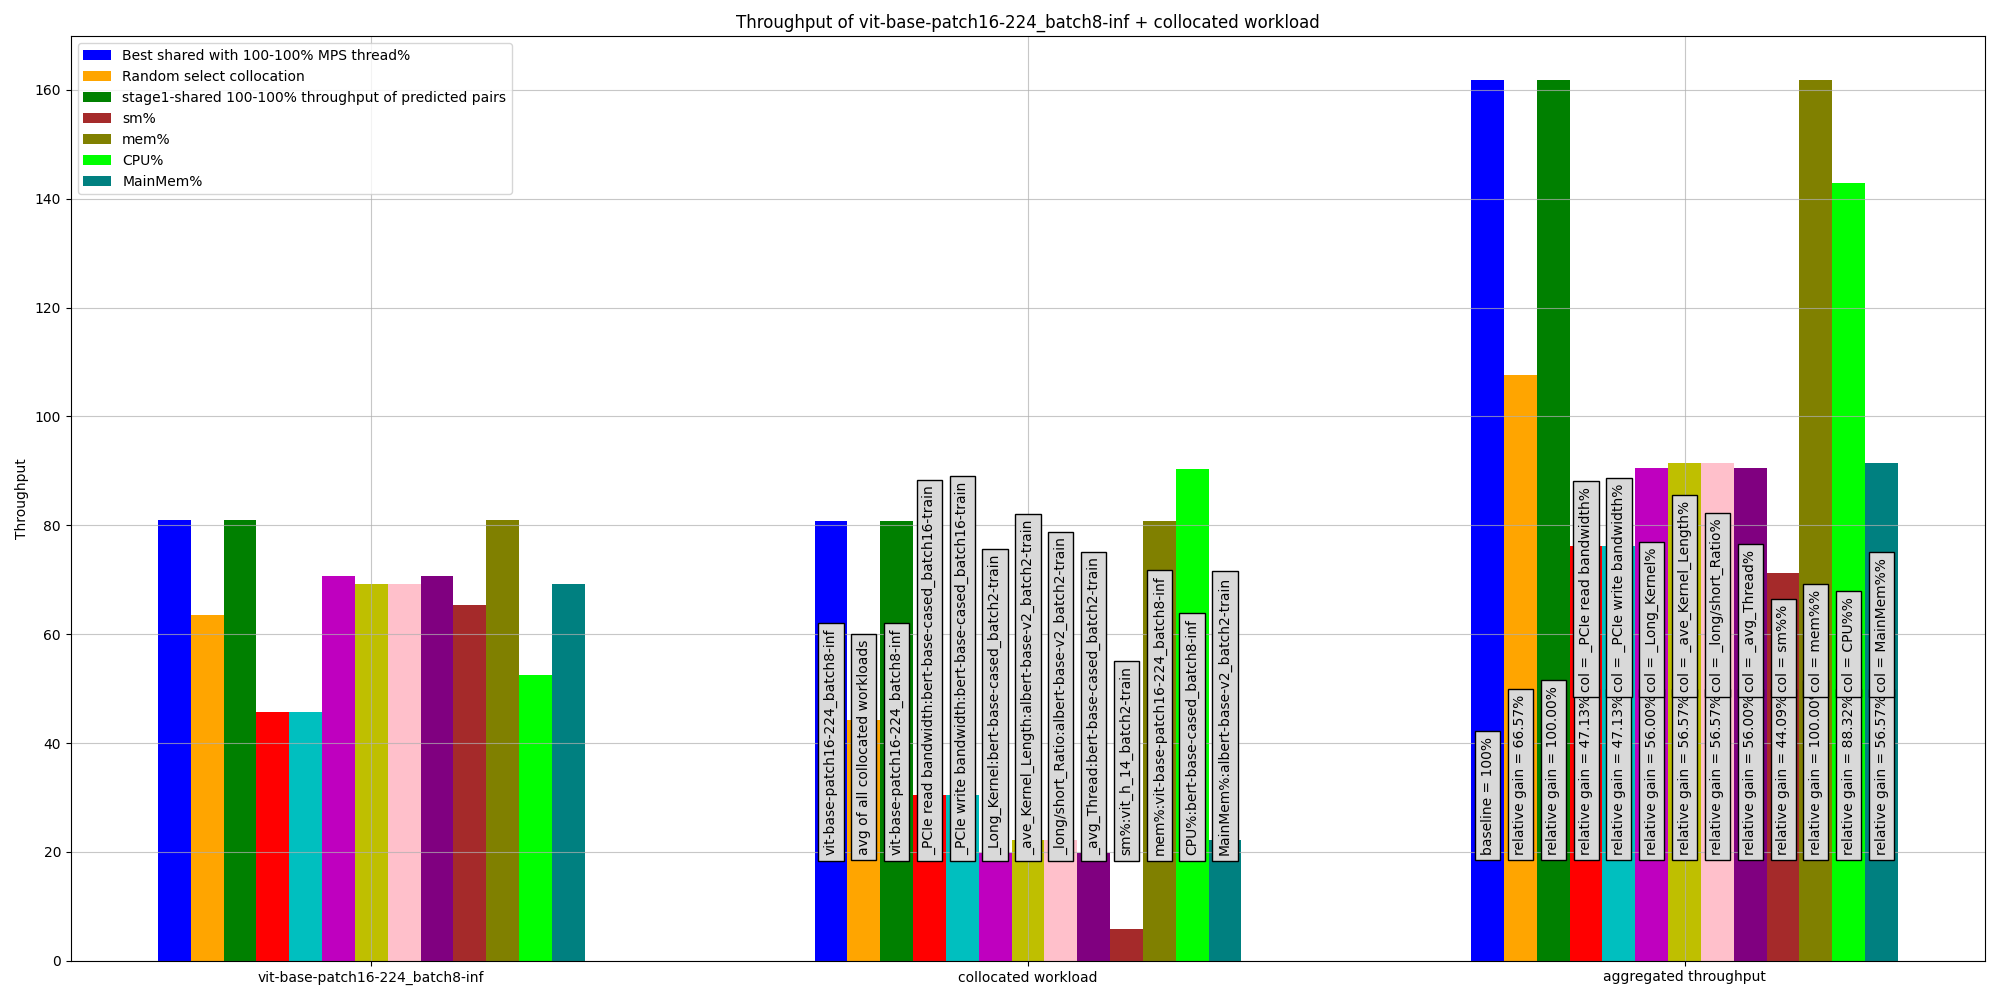 Throughput of vit-base-patch16-224_batch8-inf + collocated workload
Best shared with 100-100% MPS thread%
Random select collocation
stage1-shared 100-100% throughput of predicted pairs
sm%
mem%
CPU%
MainMem%
Throughput
160
140
120
100
80
60
40
20
0
vit-base-patch16-224_batch8-inf
avg of all collocated workloads
vit-base-patch16-224_batch8-inf
_PCIe read bandwidth:bert-base-cased_batch16-train
_PCIe write bandwidth:bert-base-cased_batch16-train
_Long_Kernel:bert-base-cased_batch2-train
_ave_Kernel_Length:albert-base-v2_batch2-train
_long/short_Ratio:albert-base-v2_batch2-train
_avg_Thread:bert-base-cased_batch2-train
sm%:vit_h_14_batch2-train
mem%:vit-base-patch16-224_batch8-inf
CPU%:bert-base-cased_batch8-inf
MainMem%:albert-base-v2_batch2-train
baseline = 100%
relative gain = 66.57%
relative gain = 100.00%
relative gain = 47.13%
col = _PCIe read bandwidth%
relative gain = 47.13%
col = _PCIe write bandwidth%
relative gain = 56.00%
col = _Long_Kernel%
relative gain = 56.57%
col = _ave_Kernel_Length%
relative gain = 56.57%
col = _long/short_Ratio%
relative gain = 56.00%
col = _avg_Thread%
relative gain = 44.09%
col = sm%%
relative gain = 100.00%
col = mem%%
relative gain = 88.32%
col = CPU%%
relative gain = 56.57%
col = MainMem%%
vit-base-patch16-224_batch8-inf
collocated workload
aggregated throughput